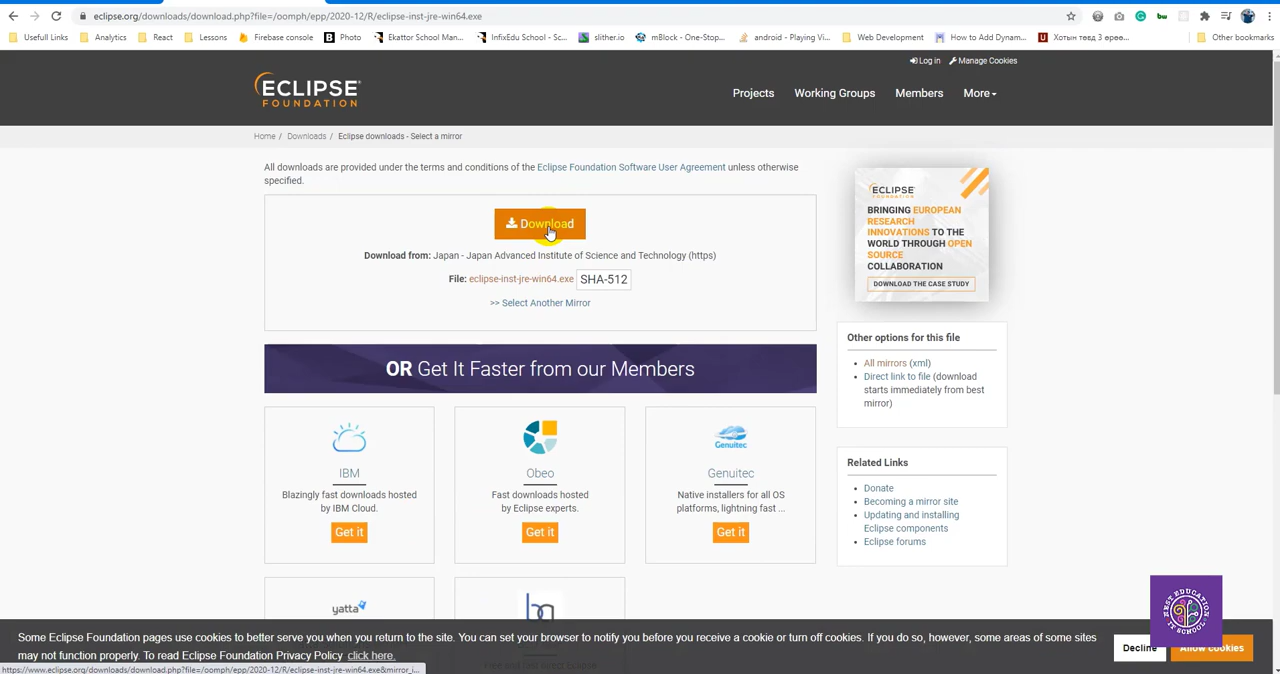 eclipse.org/downloads/download.php?file=/oomph/epp/2020-12/R/eclipse-inst-jre-win64.exe
Usefull Links Analytics React Lessons Firebase console Photo Ekattor School Man... InfixEdu School - Sc... slither.io mBlock - One-Stop... android - Playing Vi... Web Development How to Add Dynam... Хотын төвд 3 өрөө... Other bookmarks
Log in Manage Cookies
ECLIPSE
FOUNDATION
Projects Working Groups Members More
Home / Downloads / Eclipse downloads - Select a mirror
All downloads are provided under the terms and conditions of the Eclipse Foundation Software User Agreement unless otherwise
specified.
Download
Download from: Japan - Japan Advanced Institute of Science and Technology (https)
File: eclipse-inst-jre-win64.exe SHA-512
>> Select Another Mirror
OR Get It Faster from our Members
IBM
Blazingly fast downloads hosted
by IBM Cloud.
Get it
Obeo
Fast downloads hosted
by Eclipse experts.
Get it
Genuitec
Genuitec
Native installers for all OS
platforms, lightning fast ...
Get it
yatta
ECLIPSE
FOUNDATION
BRINGING EUROPEAN
RESEARCH
INNOVATIONS TO THE
WORLD THROUGH OPEN
SOURCE
COLLABORATION
DOWNLOAD THE CASE STUDY
Other options for this file
All mirrors (xml)
Direct link to file (download
starts immediately from best
mirror)
Related Links
Donate
Becoming a mirror site
Updating and installing
Eclipse components
Eclipse forums
Some Eclipse Foundation pages use cookies to better serve you when you return to the site. You can set your browser to notify you before you receive a cookie or turn off cookies. If you do so, however, some areas of some sites
may not function properly. To read Eclipse Foundation Privacy Policy click here.
Decline Allow cookies
NEST EDUCATION
IT SCHOOL
https://www.eclipse.org/downloads/download.php?file=/oomph/epp/2020-12/R/eclipse-inst-jre-win64.exe&mirror_i...